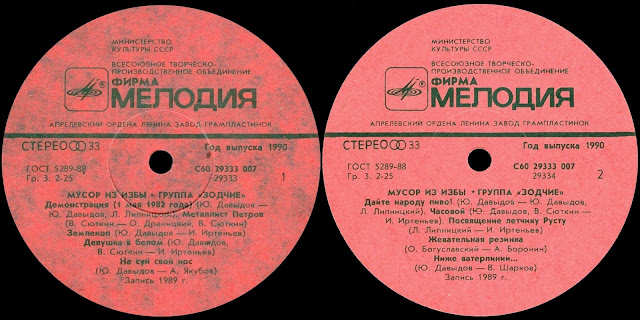 МИНИСТЕРСТВО
КУЛЬТУРЫ СССР
ВСЕСОЮЗНОЕ ТВОРЧЕСКО-
ПРОИЗВОДСТВЕННОЕ ОБЪЕДИНЕНИЕ
ФИРМА
МЕЛОДИЯ
АПРЕЛЕВСКИЙ ОРДЕНА ЛЕНИНА ЗАВОД ГРАМПЛАСТИНОК
СТЕРЕО 33
Год выпуска 1990
ГОСТ 5289-88
Гр. 3. 2-25
С60 29333 007
29333
1
МУСОР ИЗ ИЗБЫ • ГРУППА «ЗОДЧИЕ»
Демонстрация (1 мая 1982 года) (Ю. Давыдов —
Ю. Давыдов, Л. Липницкий). Металлист Петров
(В. Сюткин — О. Драницкий, В. Сюткин)
Землекоп (Ю. Давыдов — И. Иртеньев)
Девушка в белом (Ю. Давыдов,
В. Сюткин — И. Иртеньев)
На суй свой нос
(Ю. Давыдов — А. Якубов)
Запись 1989 г.
МИНИСТЕРСТВО
КУЛЬТУРЫ СССР
ВСЕСОЮЗНОЕ ТВОРЧЕСКО-
ПРОИЗВОДСТВЕННОЕ ОБЪЕДИНЕНИЕ
ФИРМА
МЕЛОДИЯ
АПРЕЛЕВСКИЙ ОРДЕНА ЛЕНИНА ЗАВОД ГРАМПЛАСТИНОК
СТЕРЕО 33
Год выпуска 1990
ГОСТ 5289-88
Гр. 3. 2-25
С60 29333 007
29334
2
МУСОР ИЗ ИЗБЫ • ГРУППА «ЗОДЧИЕ»
Дайте народу пиво! (Ю. Давыдов — Ю. Давыдов,
Л. Липницкий). Часовой (Ю. Давыдов, В. Сюткин —
И. Иртеньев). Посвящение летчику Русту
(Л. Липницкий — И. Иртеньев)
Жевательная резинка
(О. Богуславский — А. Воронин)
Ниже ватерлинии...
(Ю. Давыдов — В. Шарков)
Запись 1989 г.